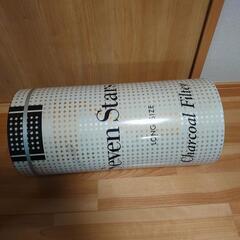 Seven Stars
LONG SIZE
Charcoal Filter